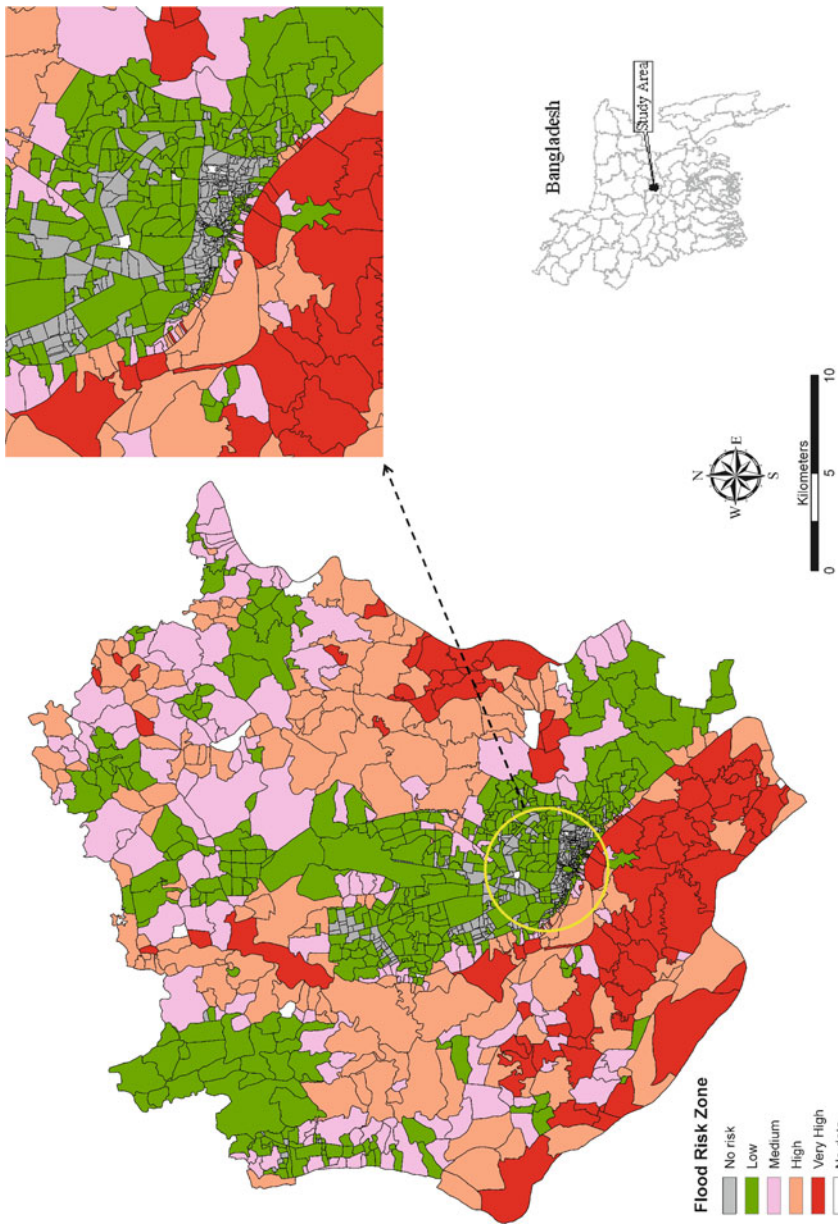 Bangladesh
Study Area
N
W
E
S
Kilometers
0
5
10
Flood Risk Zone
No risk
Low
Medium
High
Very High